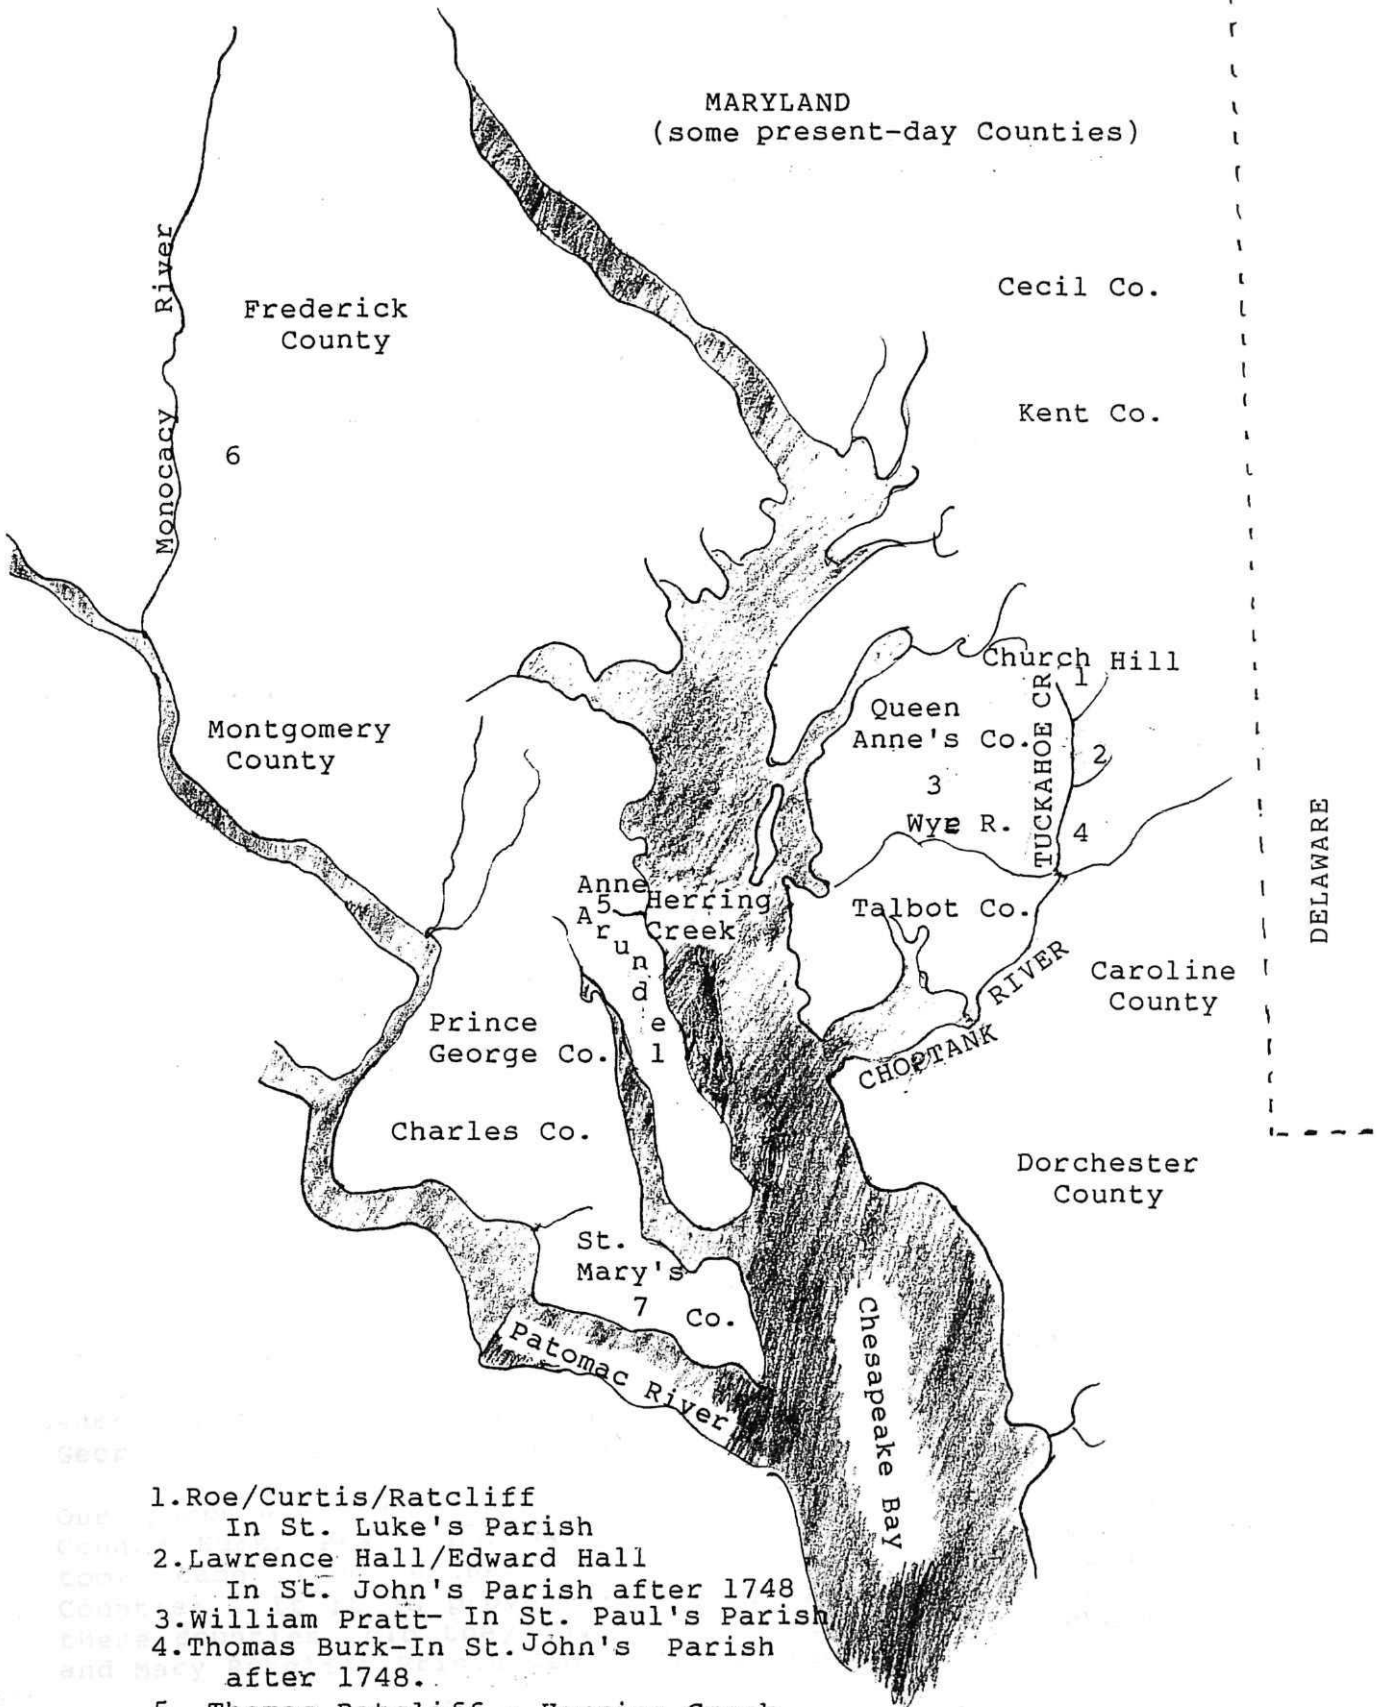 MARYLAND
(some present-day Counties)
Cecil Co.
Monocacy River
Frederick
County
Kent Co.
6
Church Hill
1
Queen
Anne's Co.
TUCKAHOE CR
2
3
Montgomery
County
Wye R.
4
DELAWARE
Anne
Arundel
5
Herring
Creek
Talbot Co.
CHOPTANK RIVER
Caroline
County
Prince
George Co.
Charles Co.
Dorchester
County
St.
Mary's
7 Co.
Patomac River
Chesapeake Bay
1.Roe/Curtis/Ratcliff
In St. Luke's Parish
2.Lawrence Hall/Edward Hall
In St. John's Parish after 1748
3.William Pratt- In St. Paul's Parish
4.Thomas Burk-In St.John's Parish
after 1748.